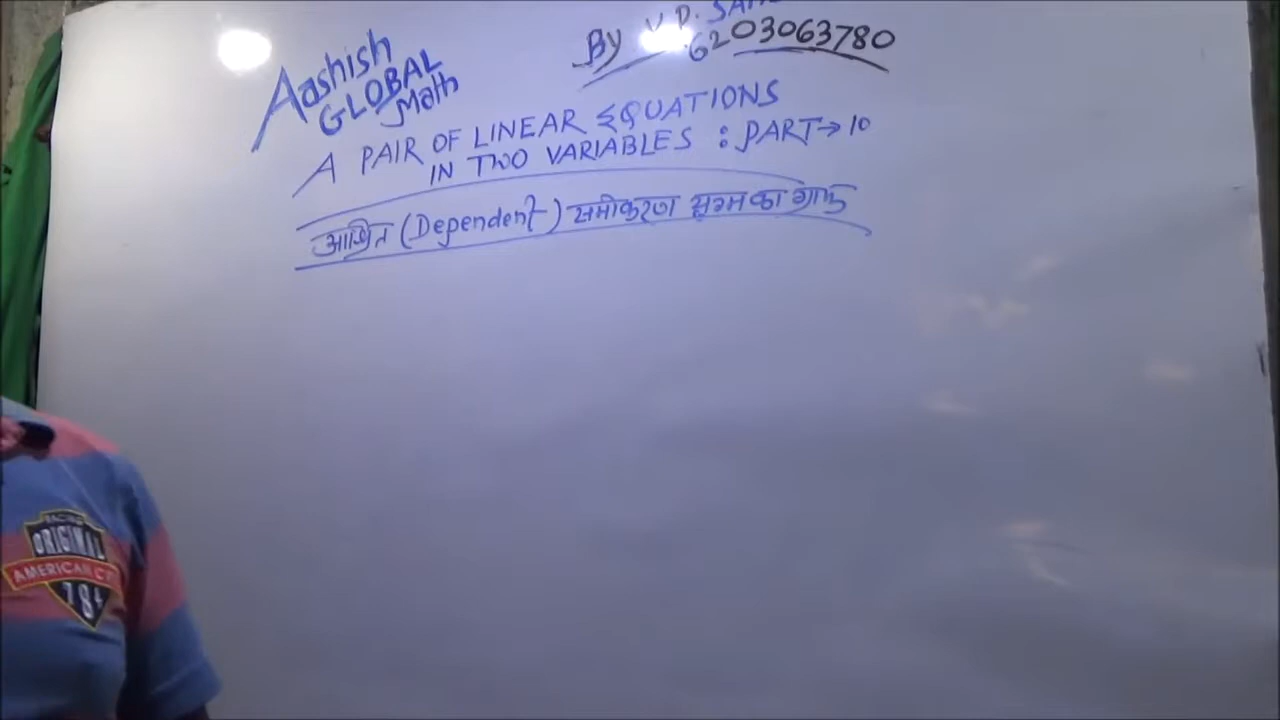 Aashish
GLOBAL
Math
By V.P.
6203063780
A PAIR OF LINEAR EQUATIONS
IN TWO VARIABLES : PART→10
आश्रित (Dependent) समीकरण युग्म का ग्राफ
ORIGINAL
AMERICAN